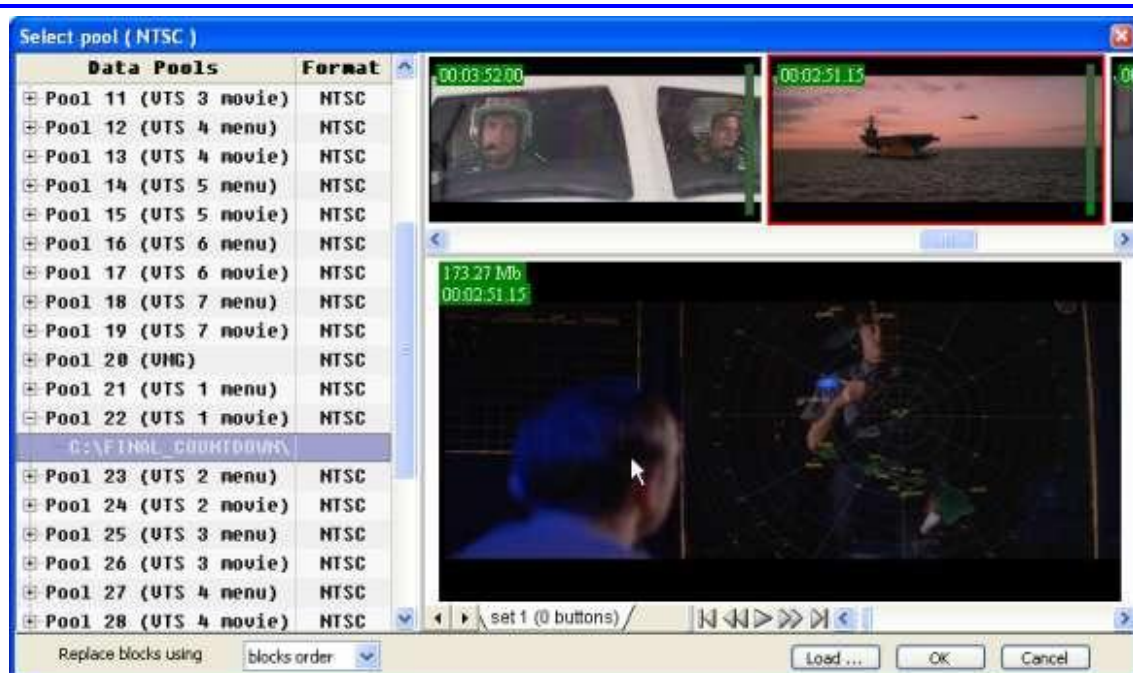 Select pool ( NTSC )
Data Pools Format
Pool 11 (VTS 3 movie) NTSC
Pool 12 (VTS 4 menu) NTSC
Pool 13 (VTS 4 movie) NTSC
Pool 14 (VTS 5 menu) NTSC
Pool 15 (VTS 5 movie) NTSC
Pool 16 (VTS 6 menu) NTSC
Pool 17 (VTS 6 movie) NTSC
Pool 18 (VTS 7 menu) NTSC
Pool 19 (VTS 7 movie) NTSC
Pool 20 (VMG) NTSC
Pool 21 (VTS 1 menu) NTSC
Pool 22 (VTS 1 movie) NTSC
C:\FINAL_COUNTDOWN\
Pool 23 (VTS 2 menu) NTSC
Pool 24 (VTS 2 movie) NTSC
Pool 25 (VTS 3 menu) NTSC
Pool 26 (VTS 3 movie) NTSC
Pool 27 (VTS 4 menu) NTSC
Pool 28 (VTS 4 movie) NTSC
00:03:52.00 00:02:51.15
173.27 Mb
00:02:51.15
set 1 (0 buttons)
Replace blocks using blocks order Load ... OK Cancel